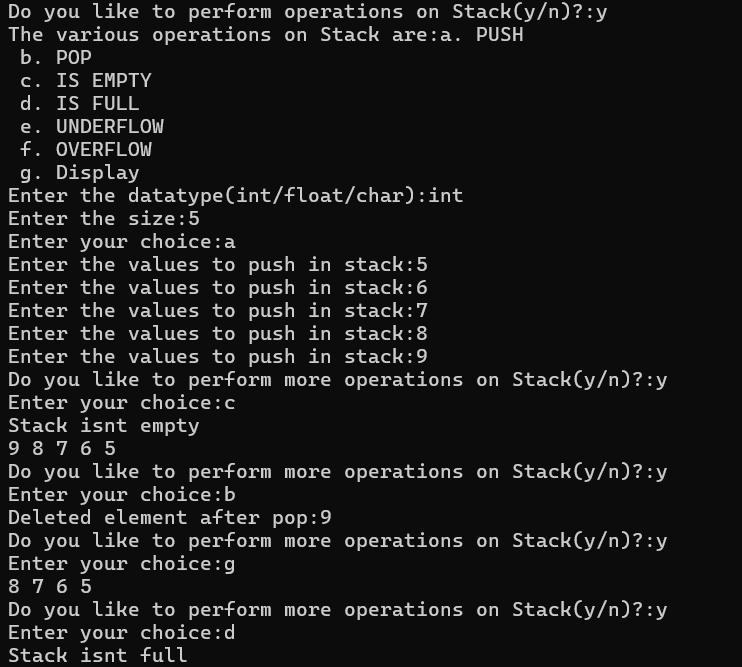 Do you like to perform operations on Stack(y/n)?:y
The various operations on Stack are:a. PUSH
 b. POP
 c. IS EMPTY
 d. IS FULL
 e. UNDERFLOW
 f. OVERFLOW
 g. Display
Enter the datatype(int/float/char):int
Enter the size:5
Enter your choice:a
Enter the values to push in stack:5
Enter the values to push in stack:6
Enter the values to push in stack:7
Enter the values to push in stack:8
Enter the values to push in stack:9
Do you like to perform more operations on Stack(y/n)?:y
Enter your choice:c
Stack isnt empty
9 8 7 6 5
Do you like to perform more operations on Stack(y/n)?:y
Enter your choice:b
Deleted element after pop:9
Do you like to perform more operations on Stack(y/n)?:y
Enter your choice:g
8 7 6 5
Do you like to perform more operations on Stack(y/n)?:y
Enter your choice:d
Stack isnt full